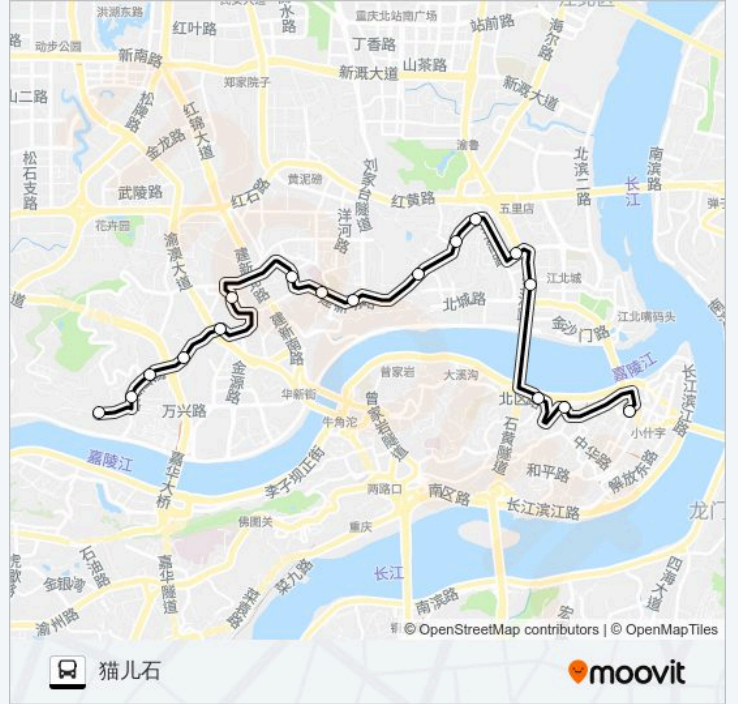 洪湖东路
红叶路
重庆北站南广场
站前路
海尔路
动步公园
新南路
丁香路
山茶路
郑家院子
新溉大道
新溉大道
山二路
松牌路
红锦大道
金龙路
渝鲁
松石支路
黄泥磅
刘家台隧道
北滨二路
南滨路
长江
武陵路
红石路
红黄路
五里店
花卉园
洋河路
渝澳大道
建新北路
江北城
北城路
江北嘴码头
金沙门路
建新南路
嘉陵江
金源路
曾家岩
大溪沟
华新街
北区路
长江滨江路
万兴路
牛角沱
曾家岩隧道
石黄隧道
中华路
小什字
嘉陵江
嘉华大桥
李子坝正街
和平路
解放东路
两路口
南区路
长江滨江路
龙门
佛图关
重庆
石油路
金银湾
嘉华隧道
菜九路
长江
四海大道
渝州路
南滨路
© OpenStreetMap contributors | © OpenMapTiles
猫儿石
moovit